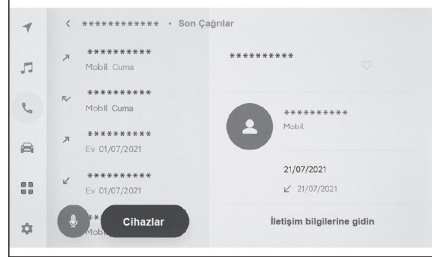 ************ • Son Çağrılar
**********
Mobil Cuma
**********
Mobil Cuma
**********
Ev 01/07/2021
**********
Ev 01/07/2021
**
Mobi
Cihazlar
**********
**********
Mobil
21/07/2021
21/07/2021
İletişim bilgilerine gidin